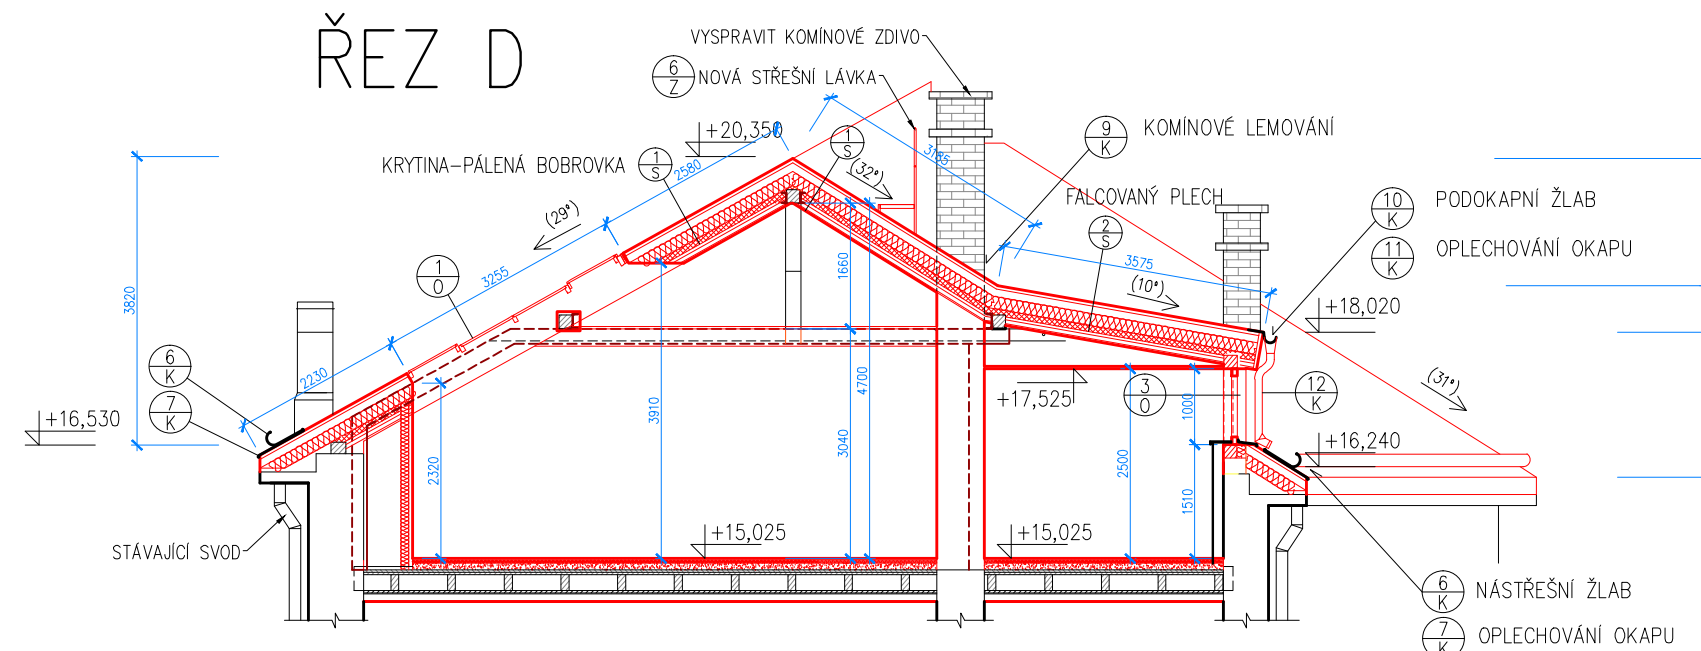 ŘEZ D
VYSPRAVIT KOMÍNOVÉ ZDIVO
6
Z
NOVÁ STŘEŠNÍ LÁVKA
+20,350
KRYTINA-PÁLENÁ BOBROVKA
1
S
1
S
9
K
KOMÍNOVÉ LEMOVÁNÍ
2580
3185
(32°)
FALCOVANÝ PLECH
2
S
10
K
PODOKAPNÍ ŽLAB
11
K
OPLECHOVÁNÍ OKAPU
(29°)
3255
1
O
1660
3575
(10°)
3820
+18,020
2230
6
K
7
K
+16,530
3910
4700
3040
2320
+17,525
3
O
1000
12
K
(31°)
+16,240
2500
1510
+15,025
+15,025
STÁVAJÍCÍ SVOD
6
K
NÁSTŘEŠNÍ ŽLAB
7
K
OPLECHOVÁNÍ OKAPU